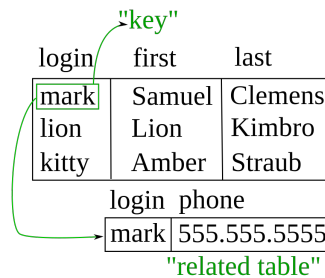 "key"
login first last
mark Samuel Clemens
lion Lion Kimbro
kitty Amber Straub
login phone
mark 555.555.5555
"related table"